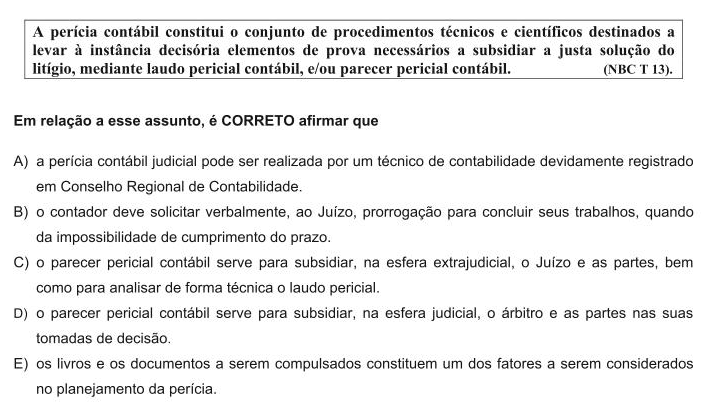 A perícia contábil constitui o conjunto de procedimentos técnicos e científicos destinados a
levar à instância decisória elementos de prova necessários a subsidiar a justa solução do
litígio, mediante laudo pericial contábil, e/ou parecer pericial contábil. (NBC T 13).
Em relação a esse assunto, é CORRETO afirmar que
A) a perícia contábil judicial pode ser realizada por um técnico de contabilidade devidamente registrado
em Conselho Regional de Contabilidade.
B) o contador deve solicitar verbalmente, ao Juízo, prorrogação para concluir seus trabalhos, quando
da impossibilidade de cumprimento do prazo.
C) o parecer pericial contábil serve para subsidiar, na esfera extrajudicial, o Juízo e as partes, bem
como para analisar de forma técnica o laudo pericial.
D) o parecer pericial contábil serve para subsidiar, na esfera judicial, o árbitro e as partes nas suas
tomadas de decisão.
E) os livros e os documentos a serem compulsados constituem um dos fatores a serem considerados
no planejamento da perícia.